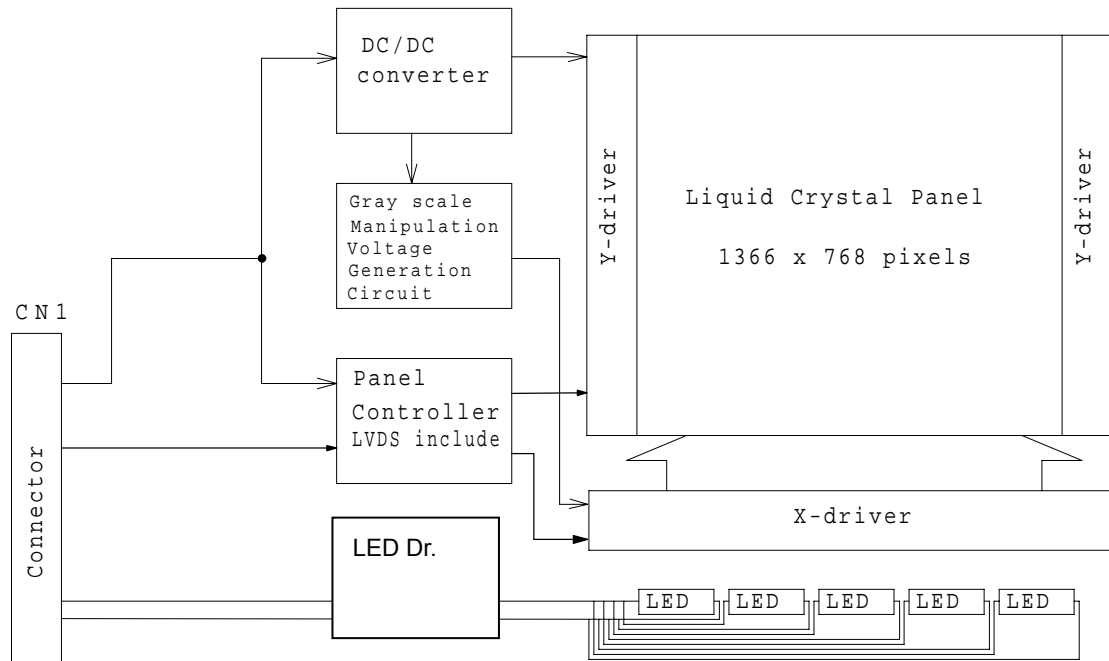 DC/DC
converter
Gray scale
Manipulation
Voltage
Generation
Circuit
Y-driver
Liquid Crystal Panel
1366 x 768 pixels
Y-driver
CN1
Connector
Panel
Controller
LVDS include
X-driver
LED Dr.
LED
LED
LED
LED
LED